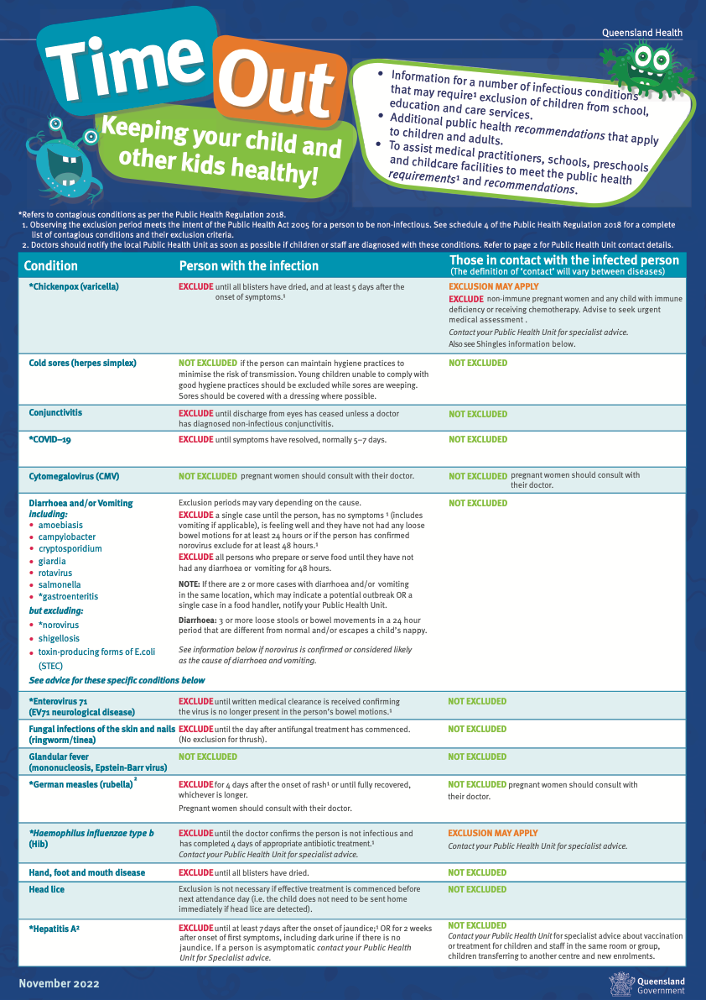 Queensland Health
Time Out
Keeping your child and
other kids healthy!
• Information for a number of infectious conditions
that may require¹ exclusion of children from school,
education and care services.
• Additional public health recommendations that apply
to children and adults.
• To assist medical practitioners, schools, preschools
and childcare facilities to meet the public health
requirements¹ and recommendations.
*Refers to contagious conditions as per the Public Health Regulation 2018.
1. Observing the exclusion period meets the intent of the Public Health Act 2005 for a person to be non-infectious. See schedule 4 of the Public Health Regulation 2018 for a complete
list of contagious conditions and their exclusion criteria.
2. Doctors should notify the local Public Health Unit as soon as possible if children or staff are diagnosed with these conditions. Refer to page 2 for Public Health Unit contact details.
Condition
Person with the infection
Those in contact with the infected person
(The definition of ‘contact’ will vary between diseases)
*Chickenpox (varicella)
EXCLUDE until all blisters have dried, and at least 5 days after the
onset of symptoms.¹
EXCLUSION MAY APPLY
EXCLUDE non-immune pregnant women and any child with immune
deficiency or receiving chemotherapy. Advise to seek urgent
medical assessment .
Contact your Public Health Unit for specialist advice.
Also see Shingles information below.
Cold sores (herpes simplex)
NOT EXCLUDED if the person can maintain hygiene practices to
minimise the risk of transmission. Young children unable to comply with
good hygiene practices should be excluded while sores are weeping.
Sores should be covered with a dressing where possible.
NOT EXCLUDED
Conjunctivitis
EXCLUDE until discharge from eyes has ceased unless a doctor
has diagnosed non-infectious conjunctivitis.
NOT EXCLUDED
*COVID–19
EXCLUDE until symptoms have resolved, normally 5–7 days.
NOT EXCLUDED
Cytomegalovirus (CMV)
NOT EXCLUDED pregnant women should consult with their doctor.
NOT EXCLUDED pregnant women should consult with
their doctor.
Diarrhoea and/or Vomiting
including:
• amoebiasis
• campylobacter
• cryptosporidium
• giardia
• rotavirus
• salmonella
• *gastroenteritis
but excluding:
• *norovirus
• shigellosis
• toxin-producing forms of E.coli
(STEC)
See advice for these specific conditions below
Exclusion periods may vary depending on the cause.
EXCLUDE a single case until the person, has no symptoms ¹ (includes
vomiting if applicable), is feeling well and they have not had any loose
bowel motions for at least 24 hours or if the person has confirmed
norovirus exclude for at least 48 hours.¹
EXCLUDE all persons who prepare or serve food until they have not
had any diarrhoea or vomiting for 48 hours.
NOTE: If there are 2 or more cases with diarrhoea and/or vomiting
in the same location, which may indicate a potential outbreak OR a
single case in a food handler, notify your Public Health Unit.
Diarrhoea: 3 or more loose stools or bowel movements in a 24 hour
period that are different from normal and/or escapes a child’s nappy.
See information below if norovirus is confirmed or considered likely
as the cause of diarrhoea and vomiting.
NOT EXCLUDED
*Enterovirus 71
(EV71 neurological disease)
EXCLUDE until written medical clearance is received confirming
the virus is no longer present in the person’s bowel motions.¹
NOT EXCLUDED
Fungal infections of the skin and nails
(ringworm/tinea)
EXCLUDE until the day after antifungal treatment has commenced.
(No exclusion for thrush).
NOT EXCLUDED
Glandular fever
(mononucleosis, Epstein-Barr virus)
NOT EXCLUDED
NOT EXCLUDED
*German measles (rubella)²
EXCLUDE for 4 days after the onset of rash¹ or until fully recovered,
whichever is longer.
Pregnant women should consult with their doctor.
NOT EXCLUDED pregnant women should consult with
their doctor.
*Haemophilus influenzae type b
(Hib)
EXCLUDE until the doctor confirms the person is not infectious and
has completed 4 days of appropriate antibiotic treatment.¹
Contact your Public Health Unit for specialist advice.
EXCLUSION MAY APPLY
Contact your Public Health Unit for specialist advice.
Hand, foot and mouth disease
EXCLUDE until all blisters have dried.
NOT EXCLUDED
Head lice
Exclusion is not necessary if effective treatment is commenced before
next attendance day (i.e. the child does not need to be sent home
immediately if head lice are detected).
NOT EXCLUDED
*Hepatitis A²
EXCLUDE until at least 7 days after the onset of jaundice;¹ OR for 2 weeks
after onset of first symptoms, including dark urine if there is no
jaundice. If a person is asymptomatic contact your Public Health
Unit for Specialist advice.
NOT EXCLUDED
Contact your Public Health Unit for specialist advice about vaccination
or treatment for children and staff in the same room or group,
children transferring to another centre and new enrolments.
November 2022
Queensland
Government